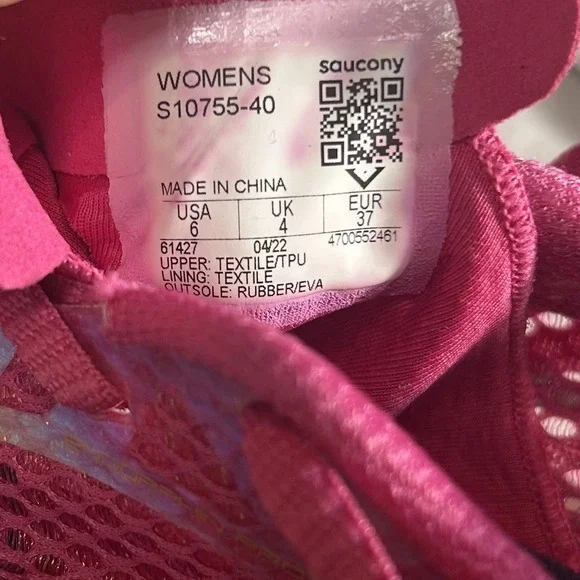 WOMENS
S10755-40
saucony
MADE IN CHINA
USA UK EUR
6 4 37
61427 04/22 4700552461
UPPER: TEXTILE/TPU
LINING: TEXTILE
OUTSOLE: RUBBER/EVA